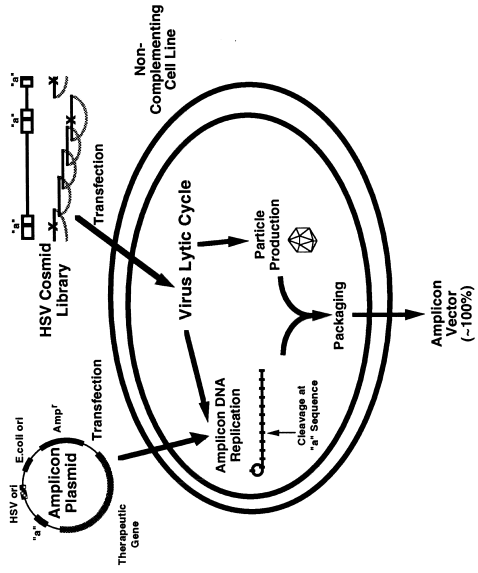 "a"
"a" "a"
HSV Cosmid
Library
Transfection
Non-
Complementing
Cell Line
HSV ori
E.coli ori
"a"
Amp^r
Amplicon
Plasmid
Therapeutic
Gene
Transfection
Virus Lytic Cycle
Amplicon DNA
Replication
Cleavage at
"a" Sequence
Particle
Production
Packaging
Amplicon
Vector
(~100%)